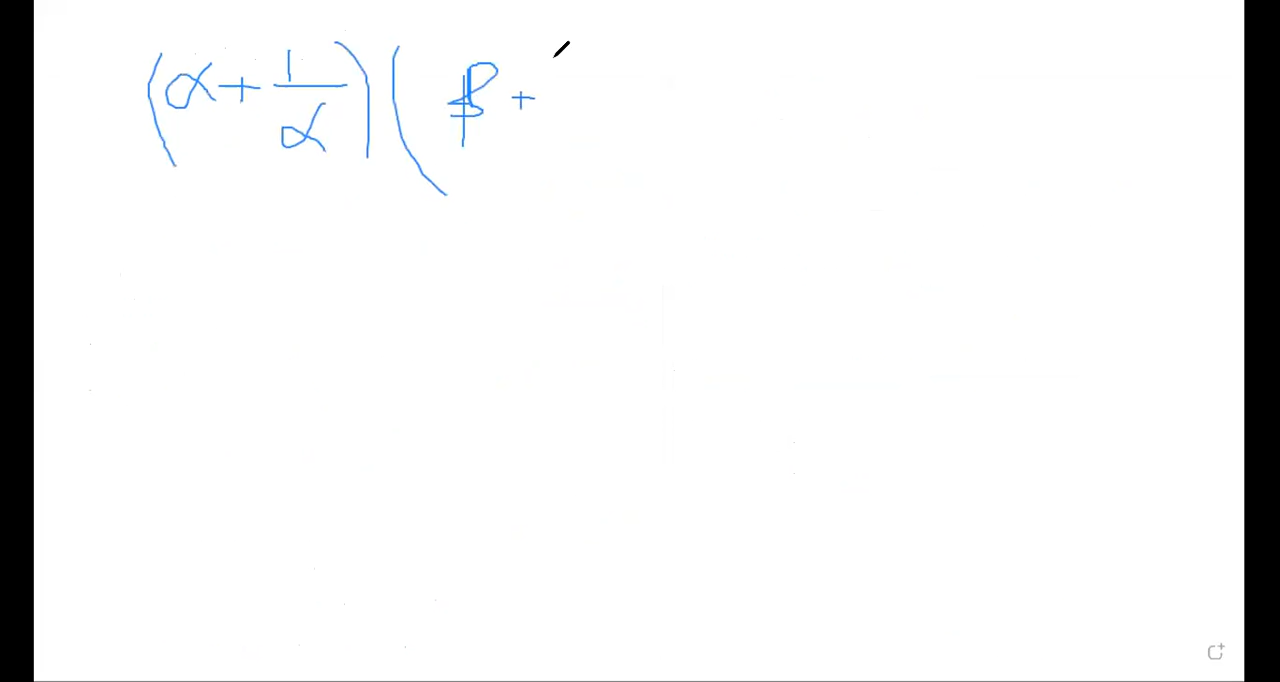 (α + 1/α) ( β +